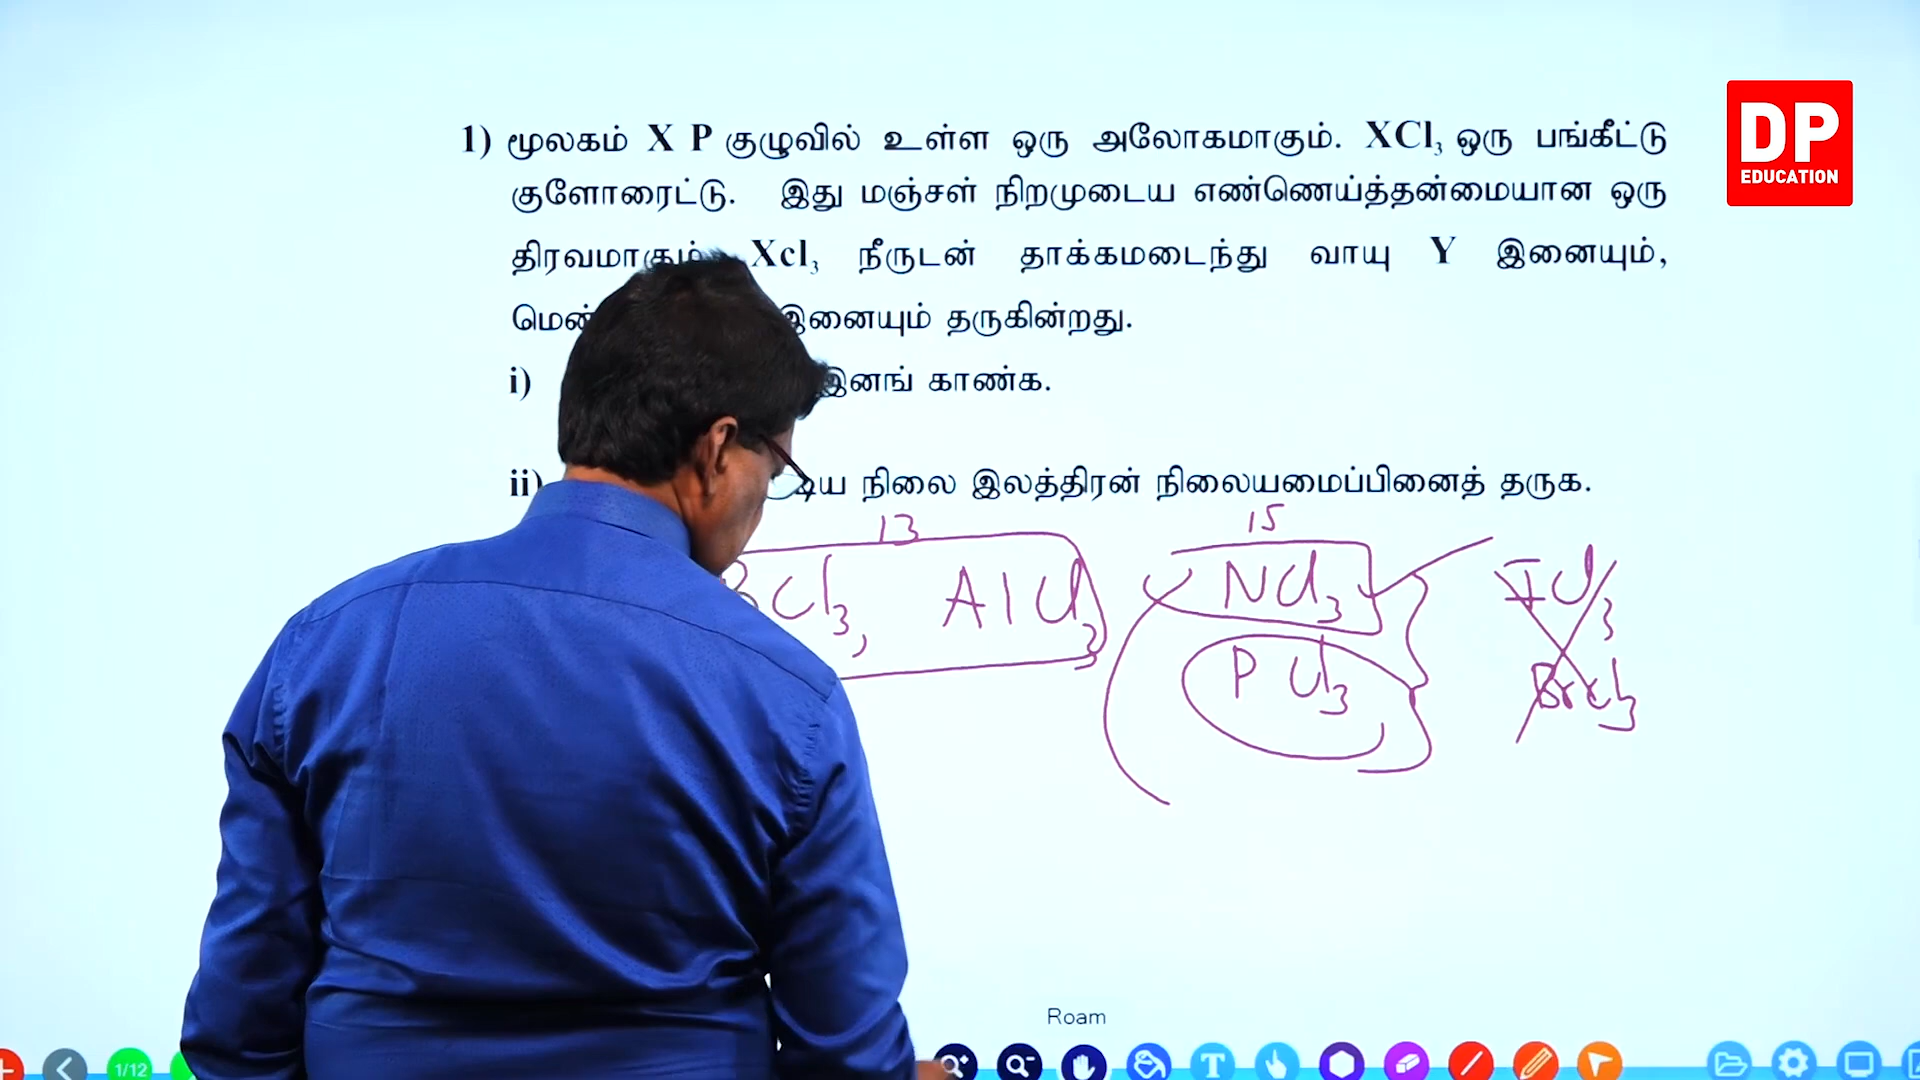 DP
EDUCATION
1) மூலகம் X P குழுவில் உள்ள ஒரு அலோகமாகும். XCl₃ ஒரு பங்கீட்டு
குளோரைட்டு. இது மஞ்சள் நிறமுடைய எண்ணெய்த்தன்மையான ஒரு
திரவமாகும் Xcl₃ நீருடன் தாக்கமடைந்து வாயு Y இனையும்,
இனையும் தருகின்றது.
i) இனங் காண்க.
ii) நிலை இலத்திரன் நிலையமைப்பினைத் தருக.
13 15
BCl₃, AlCl₃ NCl₃ ICl₃
PCl₃ BrCl₃
Roam
1/12
T